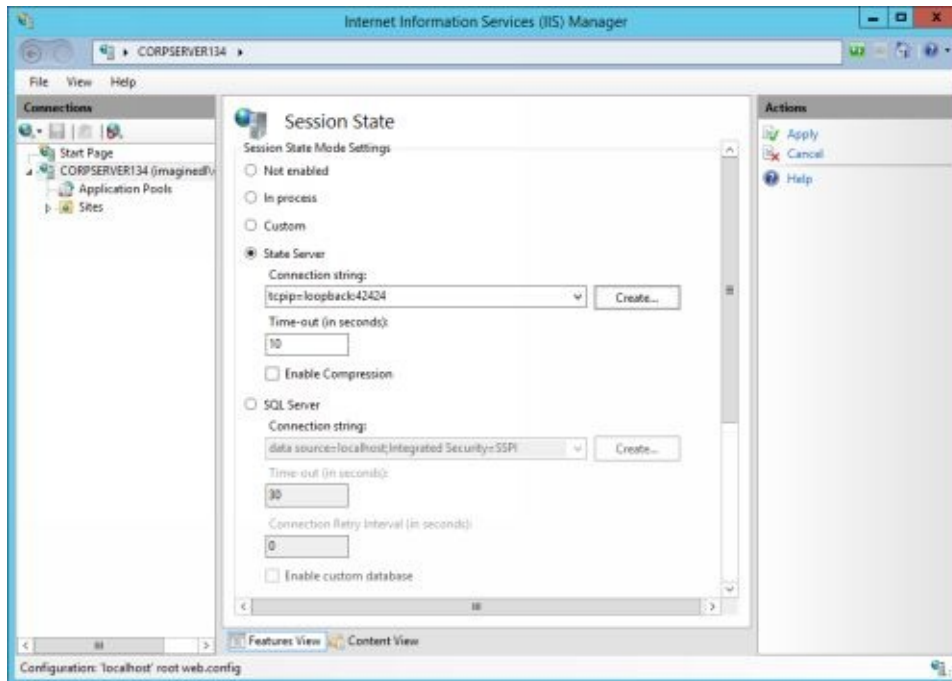 Internet Information Services (IIS) Manager
CORPSERVER134
File View Help
Connections
Start Page
CORPSERVER134
Application Pools
Sites
Session State
Session State Mode Settings
Not enabled
In process
Custom
State Server
Connection string:
tcpip=loopback:42424
Create...
Time-out (in seconds):
10
Enable Compression
SQL Server
Connection string:
data source=localhost;Integrated Security=SSPI
Create...
Time-out (in seconds):
30
Connection Retry Interval (in seconds):
0
Enable custom database
Features View Content View
Actions
Apply
Cancel
Help
Configuration: 'localhost' root web.config